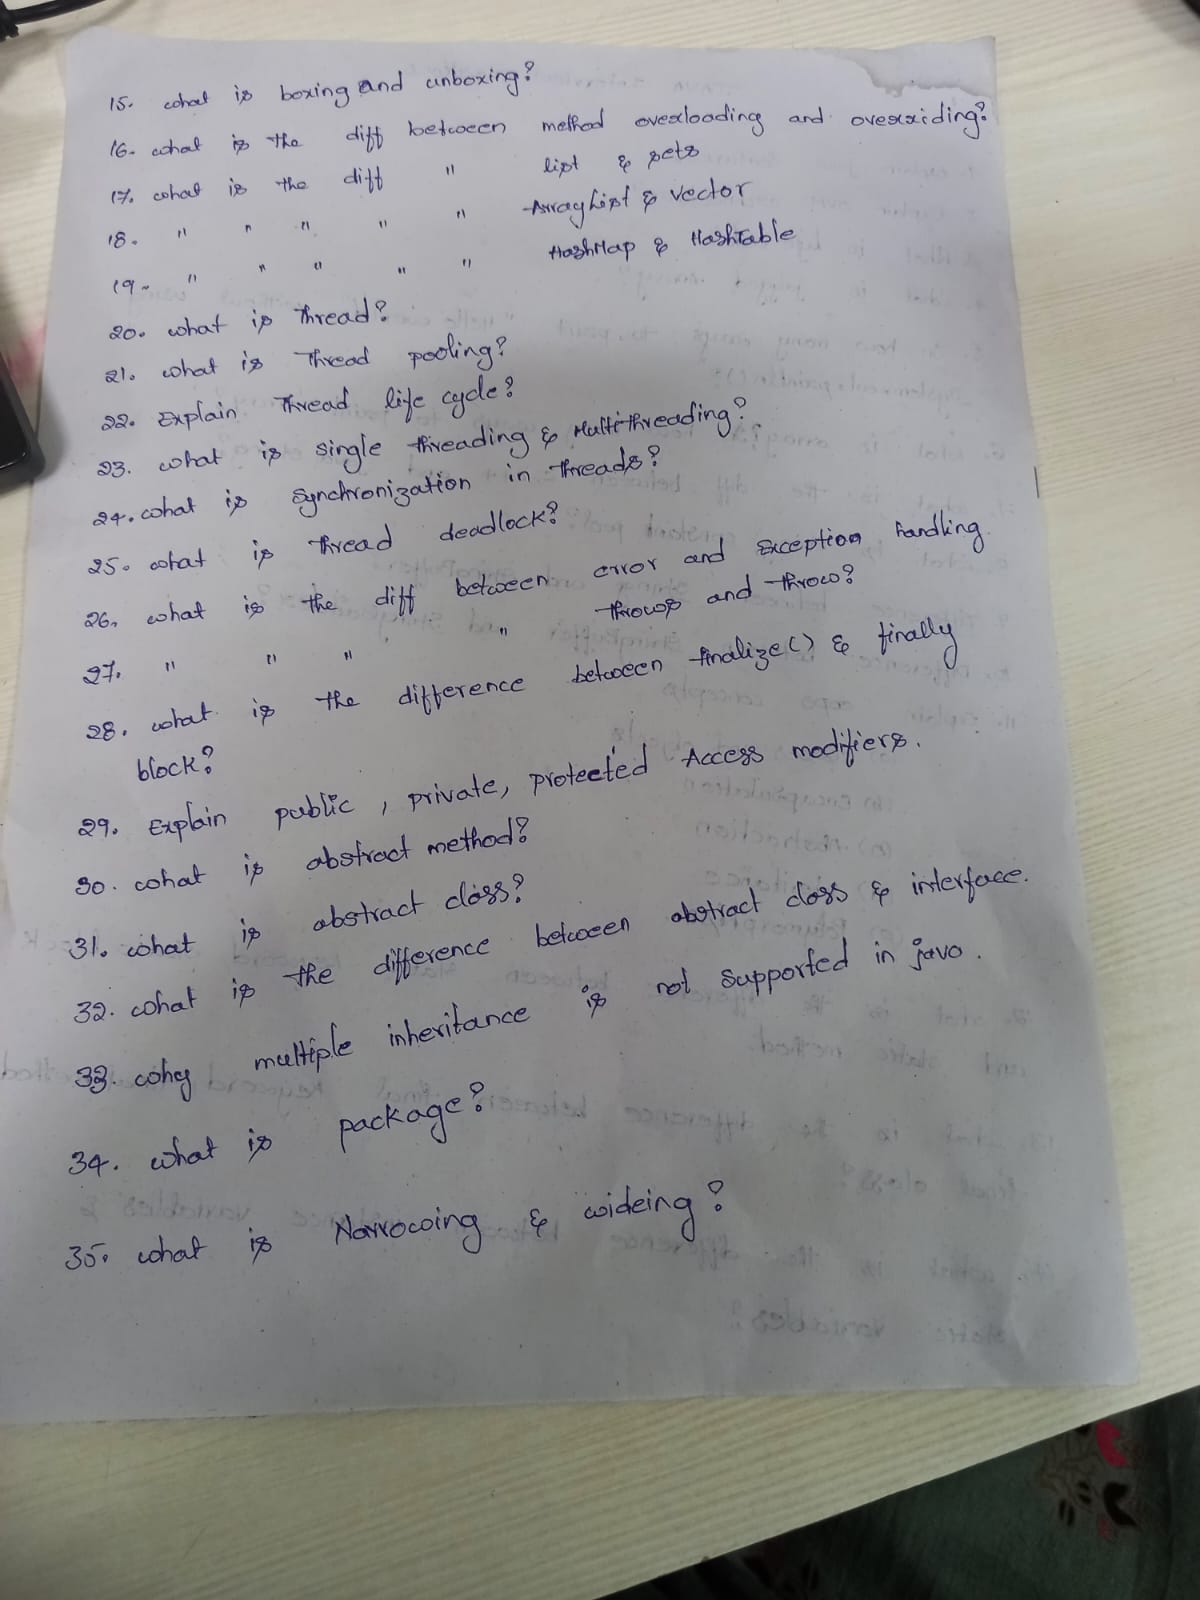 15. what is boxing and unboxing?
16. what is the diff between method overloading and overriding?
17. what is the diff " list & sets
18. " " " " " ArrayList & Vector
19. " " " " " HashMap & HashTable
20. what is Thread?
21. what is Thread pooling?
22. Explain Thread life cycle?
23. what is single threading & Multithreading?
24. what is Synchronization in threads?
25. what is Thread deadlock?
26. what is the diff between error and Exception handling
27. " " " " throws and throw?
28. what is the difference between finalize() & finally
block?
29. Explain public, private, protected Access modifiers.
30. what is abstract method?
31. what is abstract class?
32. what is the difference between abstract class & interface.
33. why multiple inheritance is not supported in java.
34. what is package?
35. what is Narrowing & wideing?